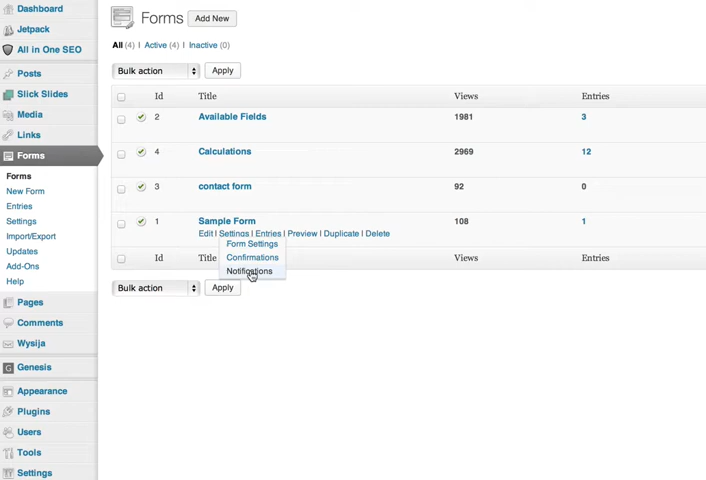 Dashboard
Jetpack
All in One SEO
Posts
Slick Slides
Media
Links
Forms
Forms
New Form
Entries
Settings
Import/Export
Updates
Add-Ons
Help
Pages
Comments
Wysija
G Genesis
Appearance
Plugins
Users
Tools
Settings
Forms Add New
All (4) | Active (4) | Inactive (0)
Bulk action Apply
Id Title Views Entries
2 Available Fields 1981 3
4 Calculations 2969 12
3 contact form 92 0
1 Sample Form 108 1
Edit | Settings | Entries | Preview | Duplicate | Delete
Form Settings
Confirmations
Notifications
Id Title Views Entries
Bulk action Apply